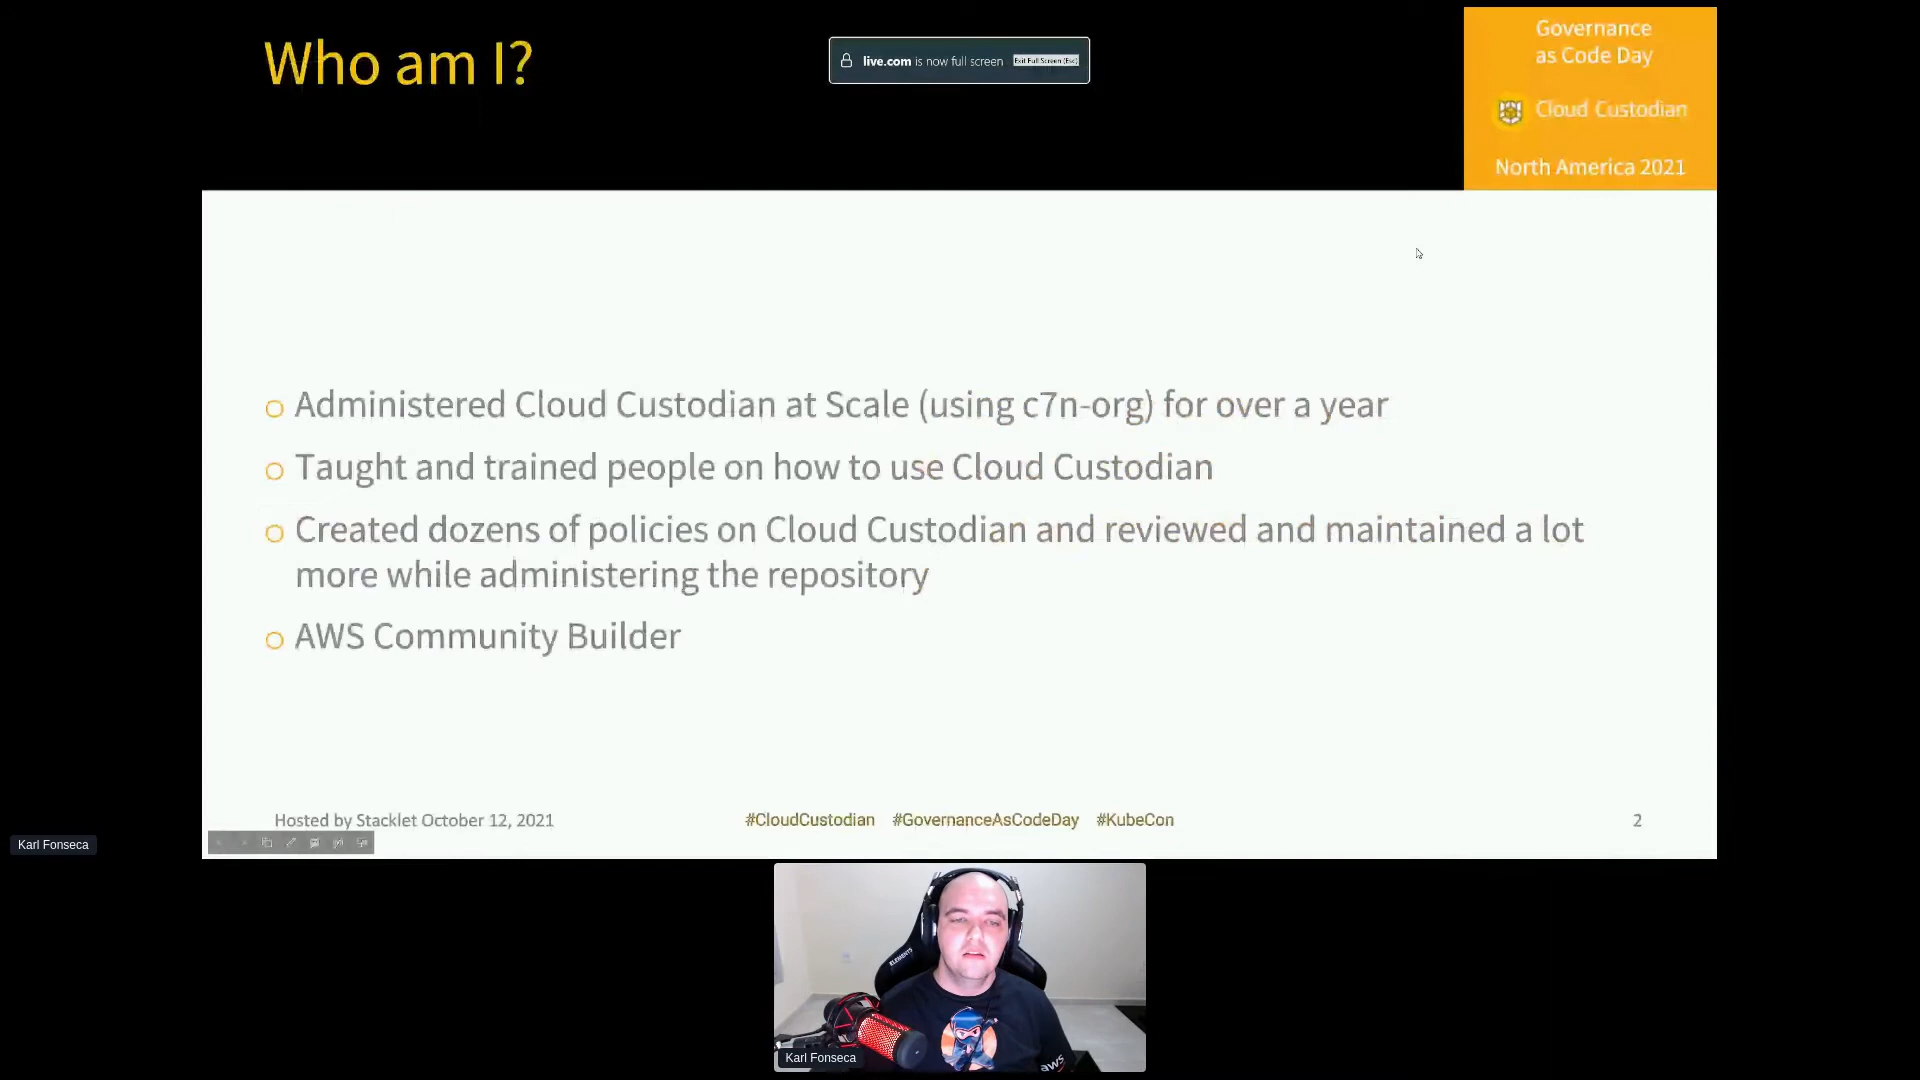 Who am I?
live.com is now full screen Exit Full Screen (Esc)
Governance
as Code Day
Cloud Custodian
North America 2021
Administered Cloud Custodian at Scale (using c7n-org) for over a year
Taught and trained people on how to use Cloud Custodian
Created dozens of policies on Cloud Custodian and reviewed and maintained a lot
more while administering the repository
AWS Community Builder
Hosted by Stacklet October 12, 2021
#CloudCustodian #GovernanceAsCodeDay #KubeCon
2
Karl Fonseca
ELEMENTS
aws
Karl Fonseca